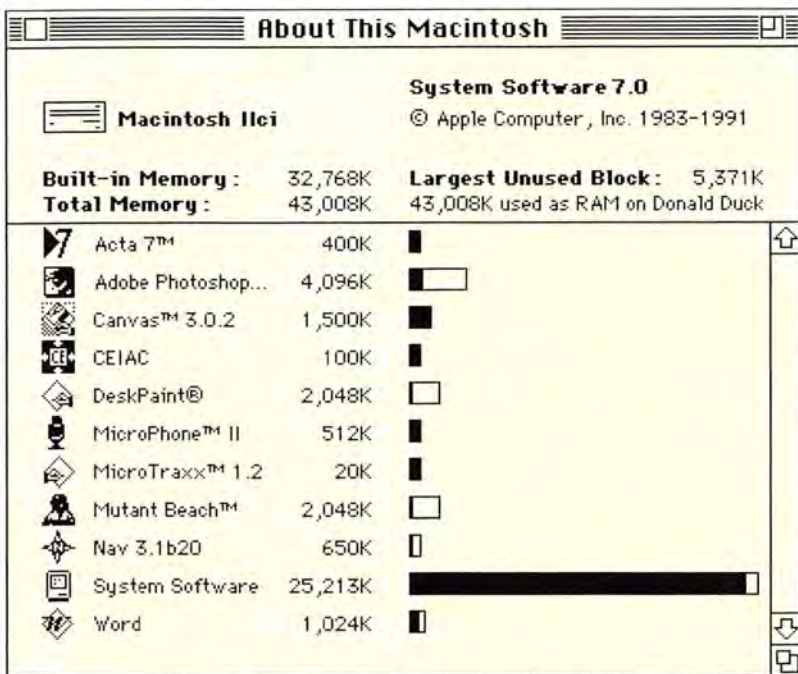 About This Macintosh
System Software 7.0
Macintosh IIci
© Apple Computer, Inc. 1983-1991
Built-in Memory: 32,768K Largest Unused Block: 5,371K
Total Memory: 43,008K 43,008K used as RAM on Donald Duck
Acta 7™ 400K
Adobe Photoshop... 4,096K
Canvas™ 3.0.2 1,500K
CE CEIAC 100K
DeskPaint® 2,048K
MicroPhone™ II 512K
MicroTraxx™ 1.2 20K
Mutant Beach™ 2,048K
Nav 3.1b20 650K
System Software 25,213K
Word 1,024K